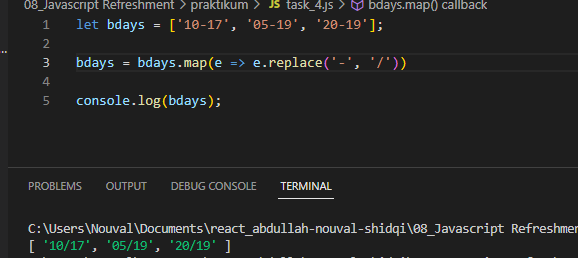 08_Javascript Refreshment > praktikum > JS task_4.js > bdays.map() callback
1 let bdays = ['10-17', '05-19', '20-19'];
2
3 bdays = bdays.map(e => e.replace('-', '/'))
4
5 console.log(bdays);
PROBLEMS OUTPUT DEBUG CONSOLE TERMINAL
C:\Users\Nouval\Documents\react_abdullah-nouval-shidqi\08_Javascript Refreshment
[ '10/17', '05/19', '20/19' ]